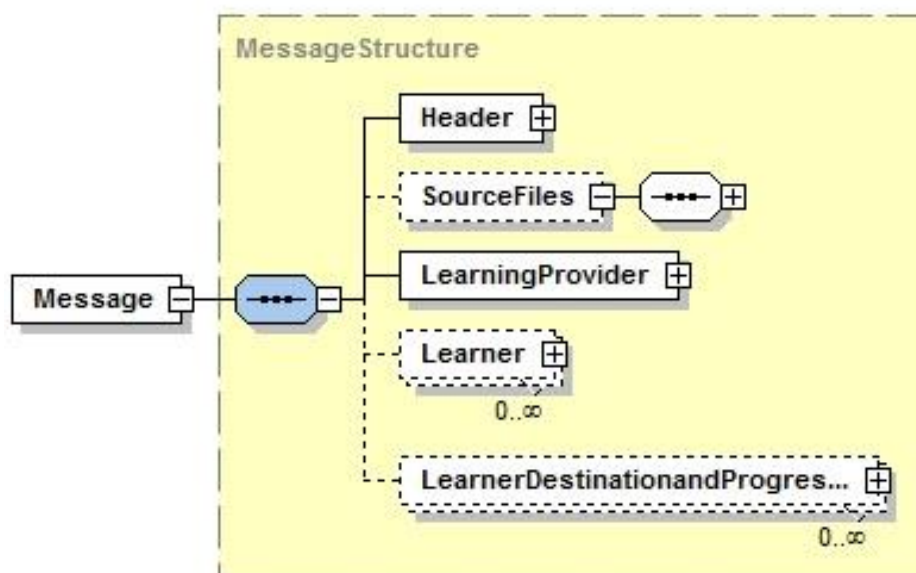 MessageStructure
Header
SourceFiles
LearningProvider
Message
Learner
0..∞
LearnerDestinationandProgres...
0..∞